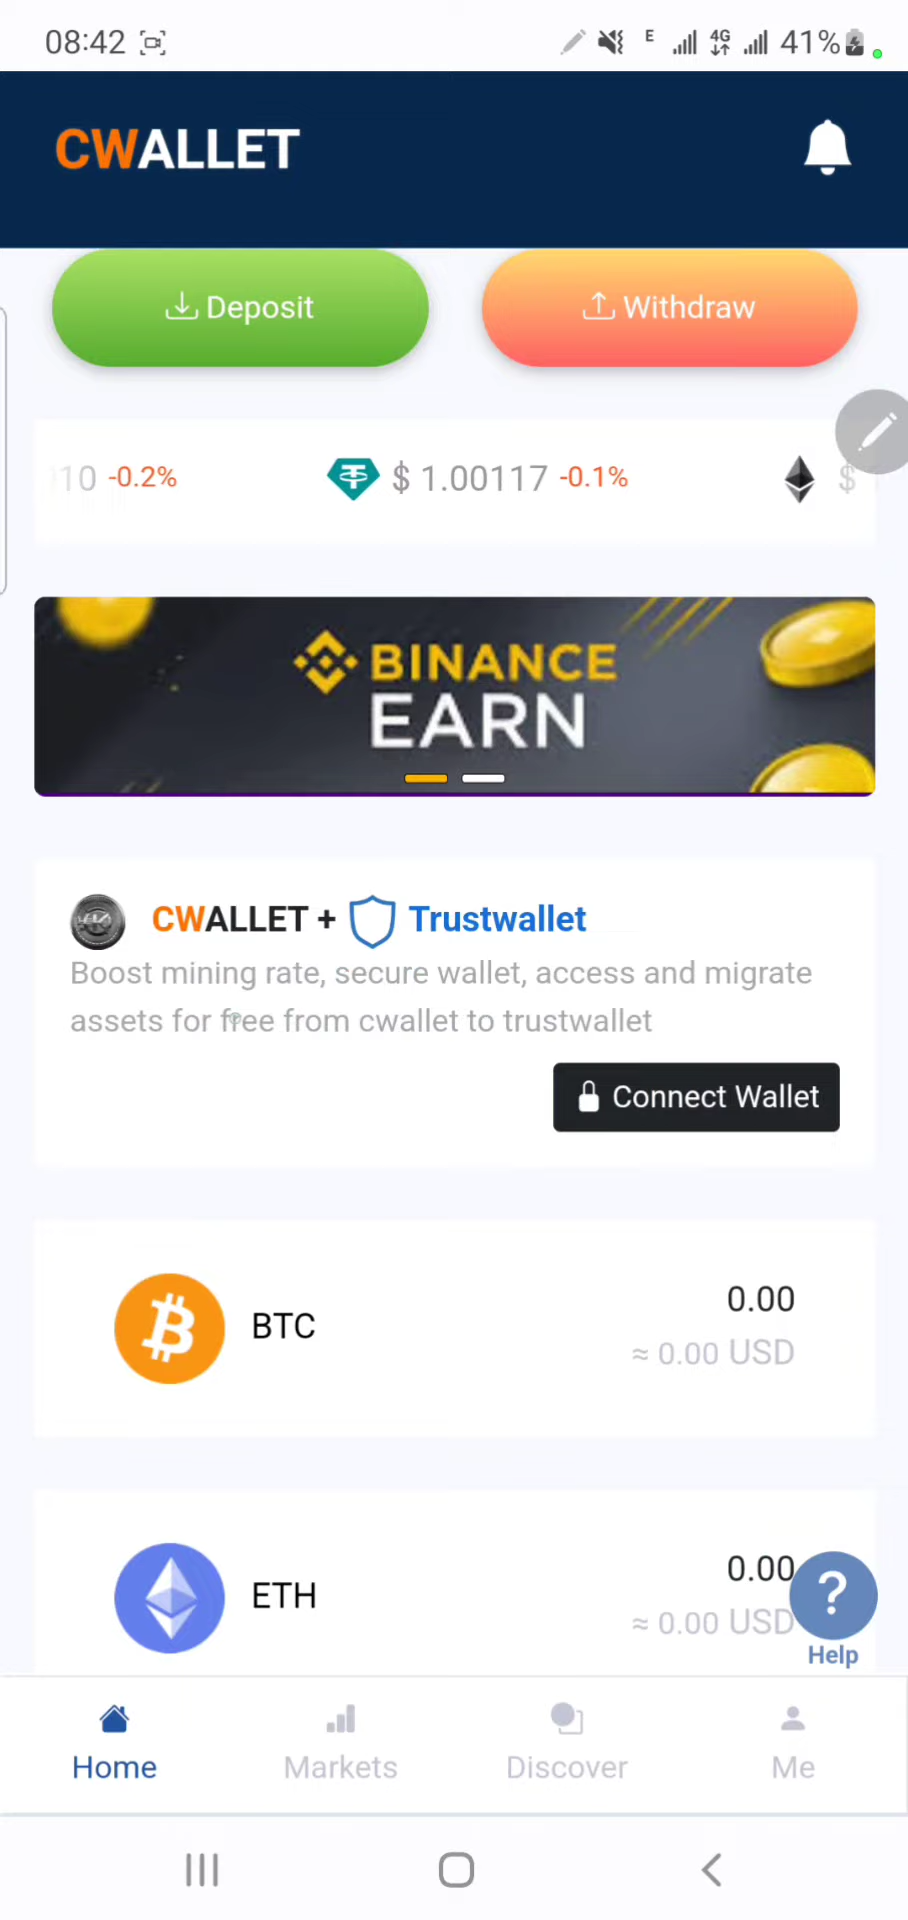 08:42 E 4G 41%
CWALLET
Deposit Withdraw
10 -0.2% $ 1.00117 -0.1% $
BINANCE
EARN
CWALLET + Trustwallet
Boost mining rate, secure wallet, access and migrate
assets for free from cwallet to trustwallet
Connect Wallet
BTC 0.00
≈ 0.00 USD
ETH 0.00
≈ 0.00 USD
?
Help
Home Markets Discover Me